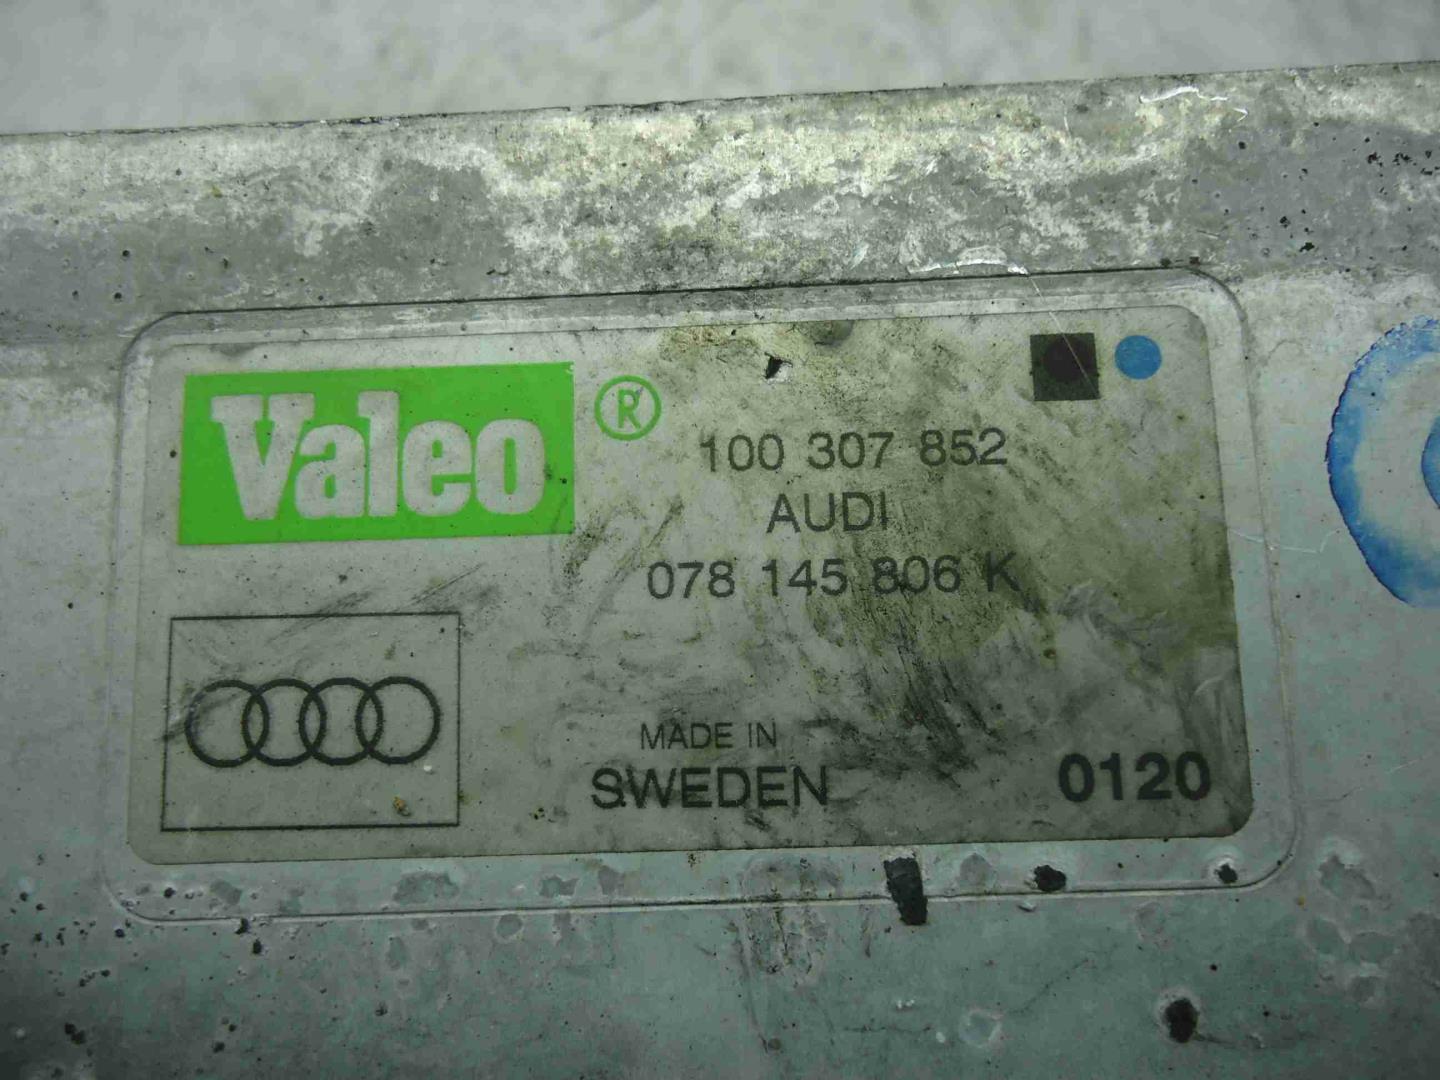 Valeo ®
100 307 852
AUDI
078 145 806 K
MADE IN
SWEDEN
0120